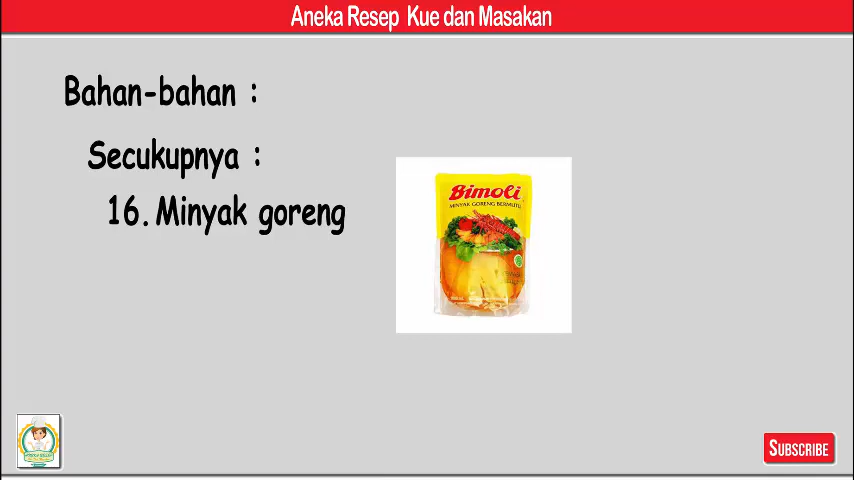 Aneka Resep Kue dan Masakan
Bahan-bahan :
Secukupnya :
16. Minyak goreng
Bimoli
MINYAK GORENG BERMUTU
SUBSCRIBE